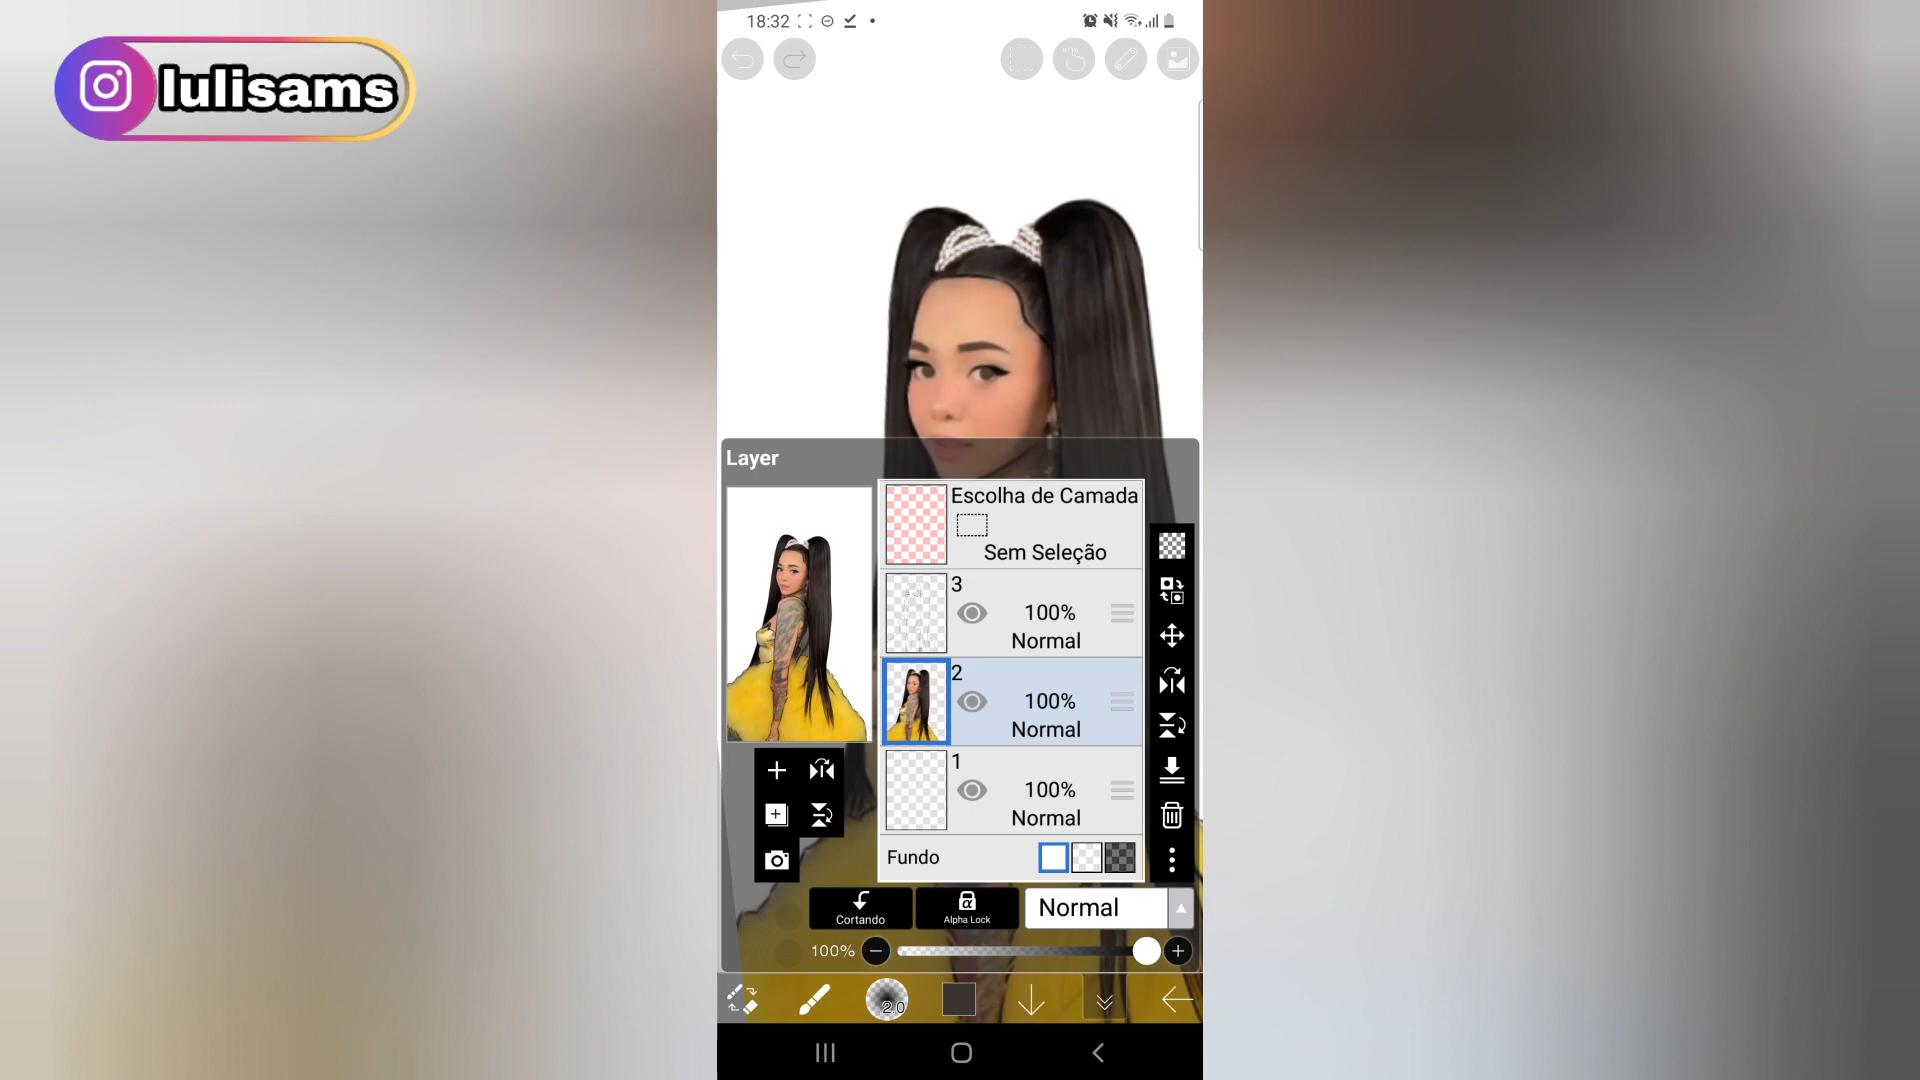 lulisams
18:32
Layer
Escolha de Camada
Sem Seleção
3
100%
Normal
2
100%
Normal
1
100%
Normal
Fundo
Cortando
α
Alpha Lock
Normal
100%
2.0